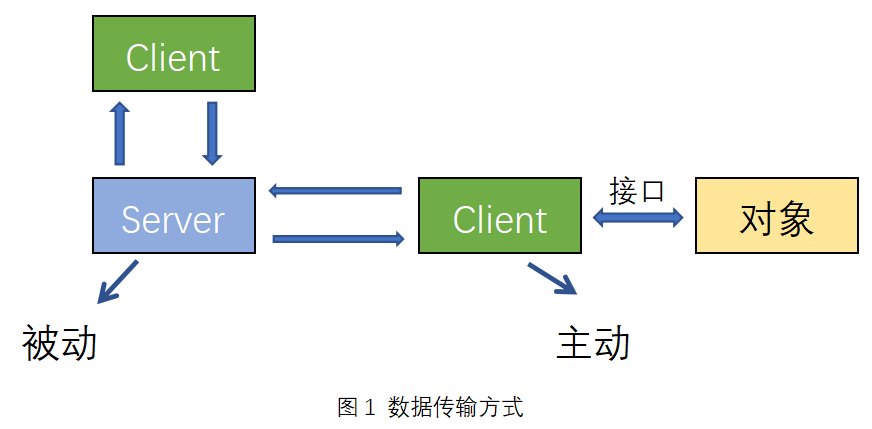 Client
接口
Server
Client
对象
被动
主动
图 1 数据传输方式